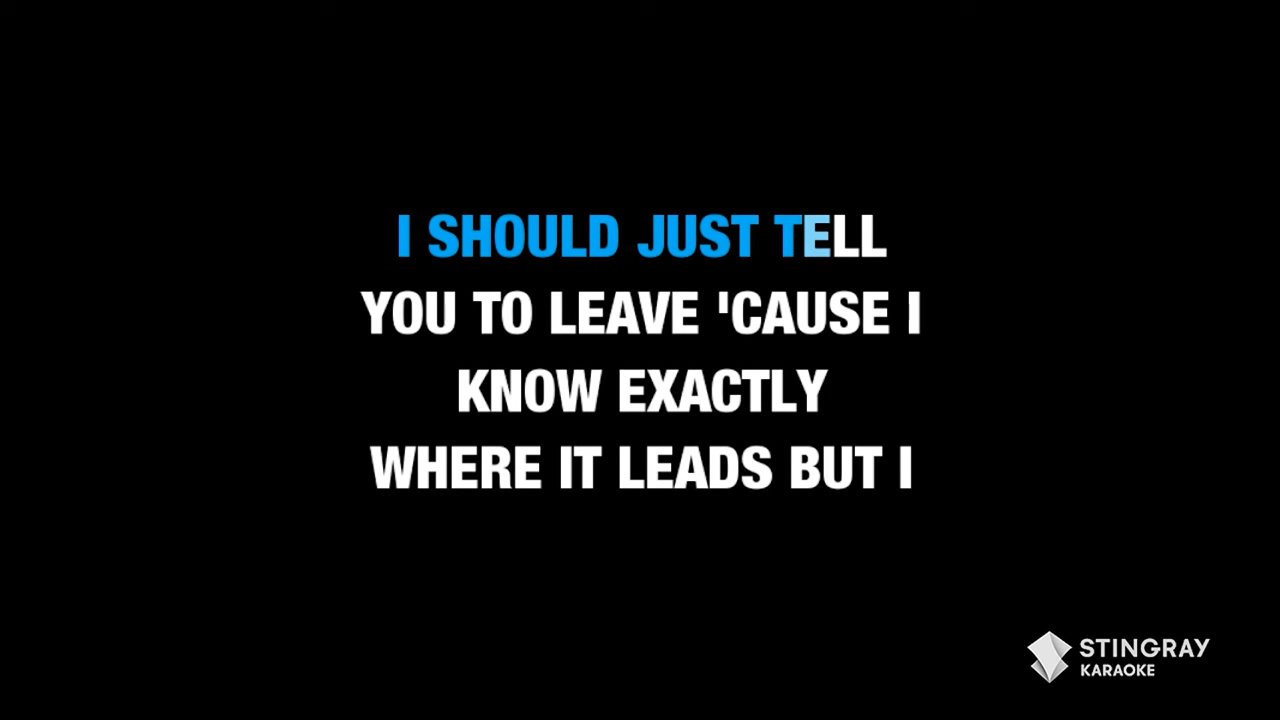 I SHOULD JUST TELL
YOU TO LEAVE 'CAUSE I
KNOW EXACTLY
WHERE IT LEADS BUT I
STINGRAY
KARAOKE